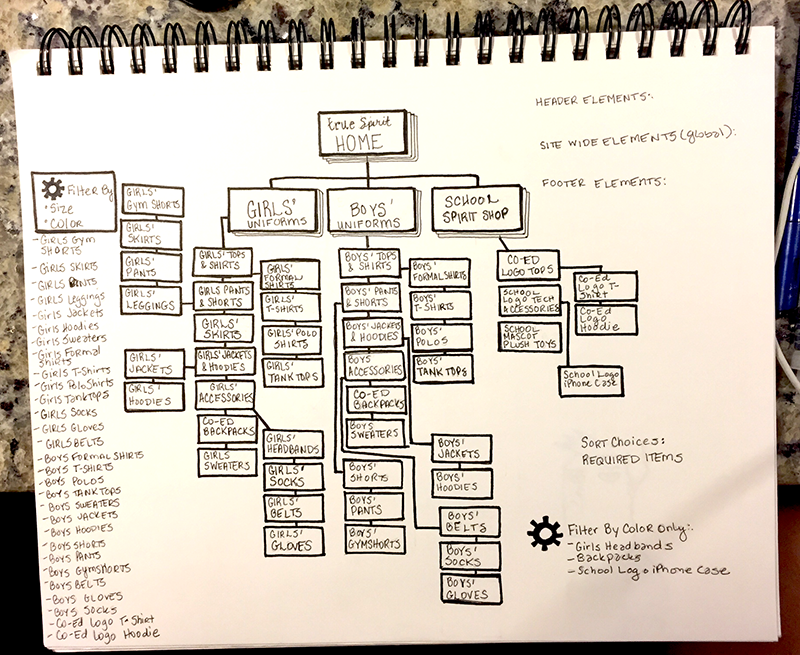 HEADER ELEMENTS:
SITE WIDE ELEMENTS (global):
FOOTER ELEMENTS:
True Spirit
HOME
GIRLS'
UNIFORMS
BOYS'
UNIFORMS
SCHOOL
SPIRIT SHOP
Filter By
*Size
*Color
- GIRLS GYM
SHORTS
- GIRLS SKIRTS
- GIRLS PANTS
- Girls Leggings
- Girls Jackets
- Girls Hoodies
- Girls Sweaters
- Girls Formal
Shirts
- Girls T-Shirts
- Girls Polo Shirts
- Girls Tank Tops
- GIRLS SOCKS
- GIRLS GLOVES
- GIRLS BELTS
- BOYS FORMAL SHIRTS
- BOYS T-SHIRTS
- BOYS POLOS
- BOYS TANK TOPS
- BOYS SWEATERS
- BOYS JACKETS
- BOYS HOODIES
- BOYS SHORTS
- BOYS PANTS
- BOYS GYMSHORTS
- BOYS BELTS
- BOYS GLOVES
- BOYS SOCKS
- CO-ED LOGO T-Shirt
- CO-ED LOGO Hoodie
GIRLS'
GYM SHORTS
GIRLS'
SKIRTS
GIRLS'
PANTS
GIRLS'
LEGGINGS
GIRLS'
JACKETS
GIRLS'
HOODIES
GIRLS' TOPS
& SHIRTS
GIRLS PANTS
& SHORTS
GIRLS'
SKIRTS
GIRLS' JACKETS
& HOODIES
GIRLS'
ACCESSORIES
CO-ED
BACKPACKS
GIRLS
SWEATERS
GIRLS'
FORMAL
SHIRTS
GIRLS'
T-SHIRTS
GIRLS' POLO
SHIRTS
GIRLS'
TANK TOPS
GIRLS'
HEADBANDS
GIRLS'
SOCKS
GIRLS'
BELTS
GIRLS'
GLOVES
BOYS' TOPS
& SHIRTS
BOYS' PANTS
& SHORTS
BOYS' JACKETS
& HOODIES
BOYS
ACCESSORIES
CO-ED
BACKPACKS
BOYS
SWEATERS
BOYS'
SHORTS
BOYS'
PANTS
BOYS'
GYMSHORTS
BOYS'
FORMAL SHIRTS
BOYS'
T-SHIRTS
BOYS'
POLOS
BOYS'
TANK TOPS
BOYS'
JACKETS
BOYS'
HOODIES
BOYS'
BELTS
BOYS'
SOCKS
BOYS'
GLOVES
CO-ED
LOGO TOPS
SCHOOL
LOGO TECH
ACCESSORIES
SCHOOL
MASCOT
PLUSH TOYS
Co-Ed
Logo T-
Shirt
Co-Ed
Logo
Hoodie
School Logo
iPhone Case
SORT CHOICES:
REQUIRED ITEMS
Filter By Color Only:
- Girls Headbands
- Backpacks
- School Logo iPhone Case